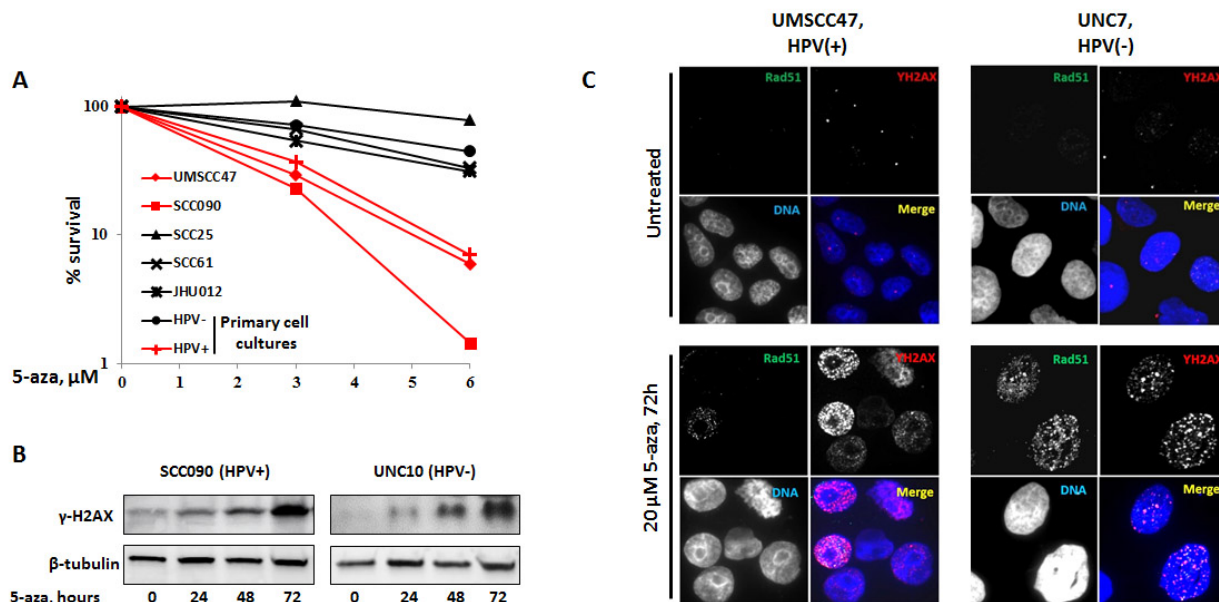 A
100
10
1
% survival
UMSCC47
SCC090
SCC25
SCC61
JHU012
HPV-
HPV+
Primary cell
cultures
5-aza, μM
0 1 2 3 4 5 6
B
SCC090 (HPV+) UNC10 (HPV-)
γ-H2AX
β-tubulin
5-aza, hours 0 24 48 72 0 24 48 72
C
UMSCC47,
HPV(+)
UNC7,
HPV(-)
Untreated
Rad51 YH2AX Rad51 YH2AX
DNA Merge DNA Merge
20 μM 5-aza, 72h
Rad51 YH2AX Rad51 YH2AX
DNA Merge DNA Merge